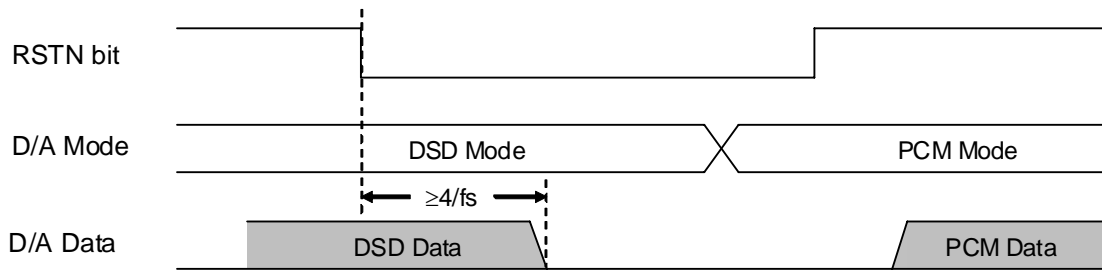 RSTN bit
D/A Mode
DSD Mode
PCM Mode
≥4/fs
D/A Data
DSD Data
PCM Data